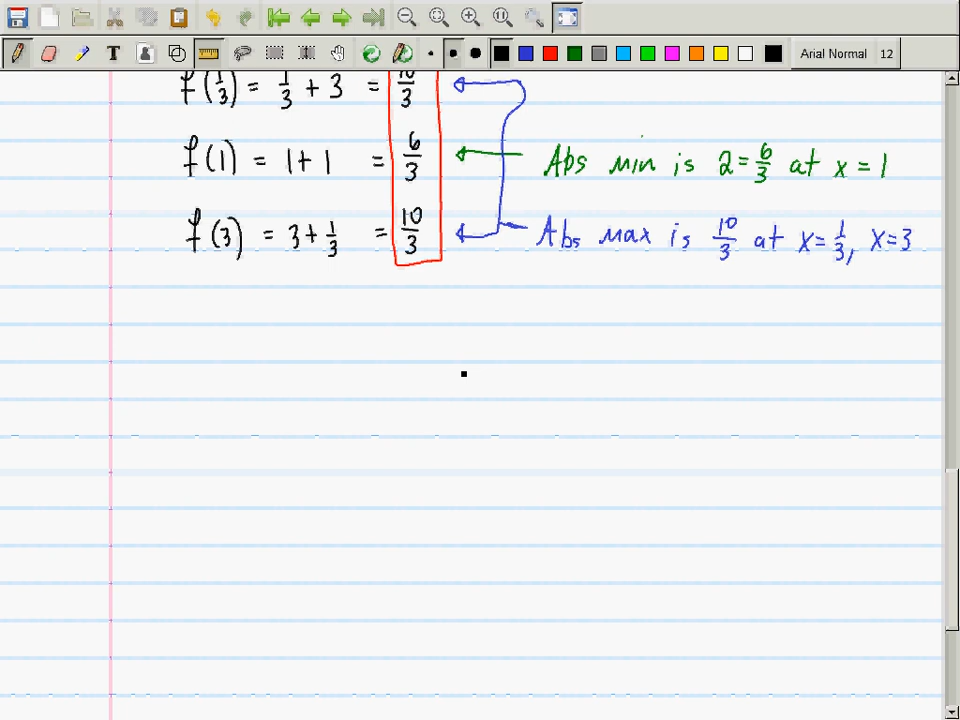 Arial Normal 12
f(1/3) = 1/3 + 3 = 10/3
f(1) = 1 + 1 = 6/3 Abs min is 2 = 6/3 at x = 1
f(3) = 3 + 1/3 = 10/3 Abs max is 10/3 at x = 1/3, x = 3